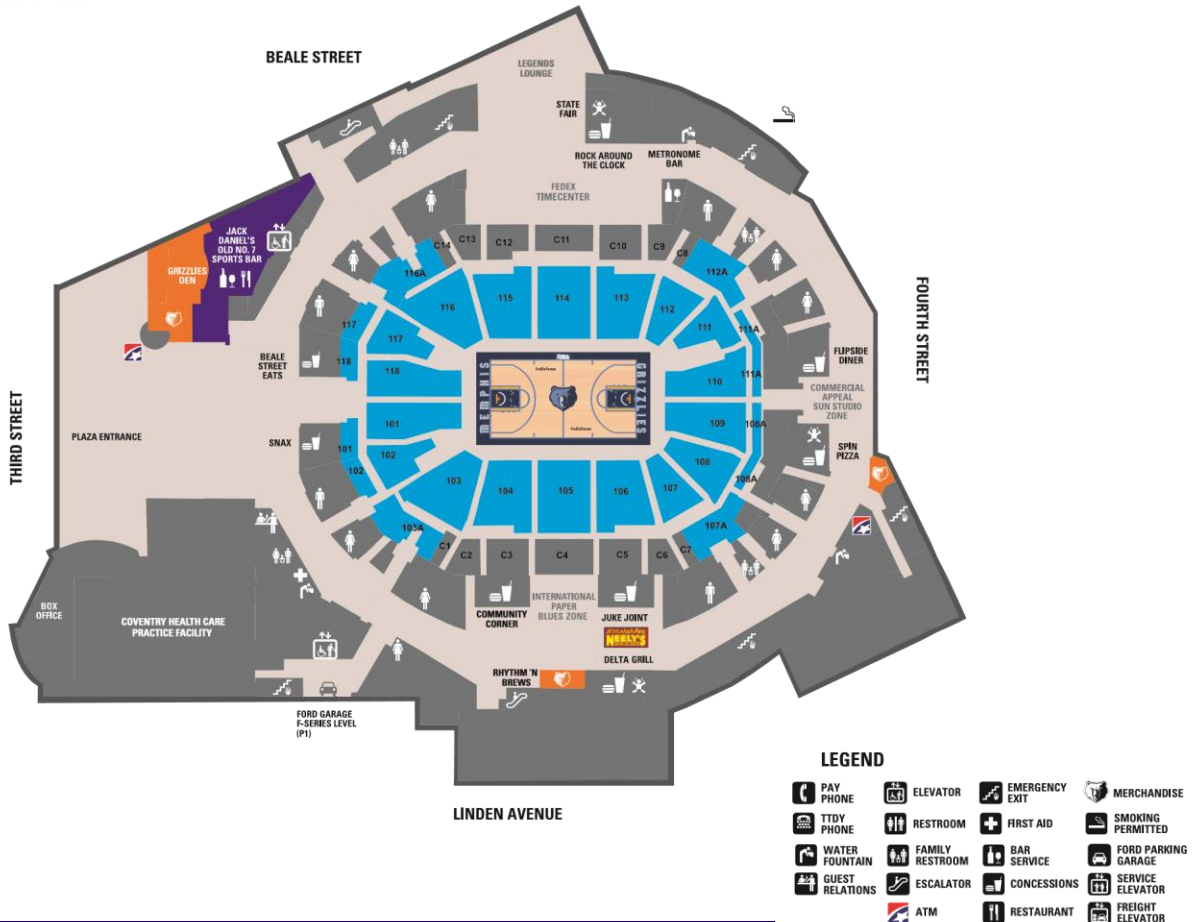 BEALE STREET
LEGENDS
LOUNGE
STATE
FAIR
ROCK AROUND
THE CLOCK
METRONOME
BAR
FEDEX
TIMECENTER
JACK
DANIEL'S
OLD NO. 7
SPORTS BAR
GRIZZLIES
DEN
C14
C13
C12
C11
C10
C9
C8
116A
112A
116
115
114
113
112
117
117
111
111A
BEALE
STREET
EATS
118
118
110
111A
FLIPSIDE
DINER
FOURTH STREET
COMMERCIAL
APPEAL
SUN STUDIO
ZONE
MEMPHIS
GRIZZLIES
THIRD STREET
PLAZA ENTRANCE
SNAX
101
101
109
108A
SPIN
PIZZA
102
102
108
108A
103
104
105
106
107
103A
107A
C1
C2
C3
C4
C5
C6
C7
BOX
OFFICE
COVENTRY HEALTH CARE
PRACTICE FACILITY
COMMUNITY
CORNER
INTERNATIONAL
PAPER
BLUES ZONE
JUKE JOINT
NEELY'S
DELTA GRILL
RHYTHM 'N
BREWS
FORD GARAGE
F-SERIES LEVEL
(P1)
LINDEN AVENUE
LEGEND
PAY
PHONE
ELEVATOR
EMERGENCY
EXIT
MERCHANDISE
TTDY
PHONE
RESTROOM
FIRST AID
SMOKING
PERMITTED
WATER
FOUNTAIN
FAMILY
RESTROOM
BAR
SERVICE
FORD PARKING
GARAGE
GUEST
RELATIONS
ESCALATOR
CONCESSIONS
SERVICE
ELEVATOR
ATM
RESTAURANT
FREIGHT
ELEVATOR